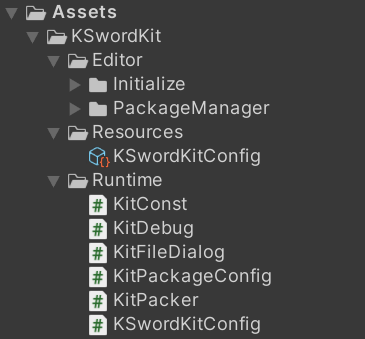 Assets
KSwordKit
Editor
Initialize
PackageManager
Resources
KSwordKitConfig
Runtime
KitConst
KitDebug
KitFileDialog
KitPackageConfig
KitPacker
KSwordKitConfig